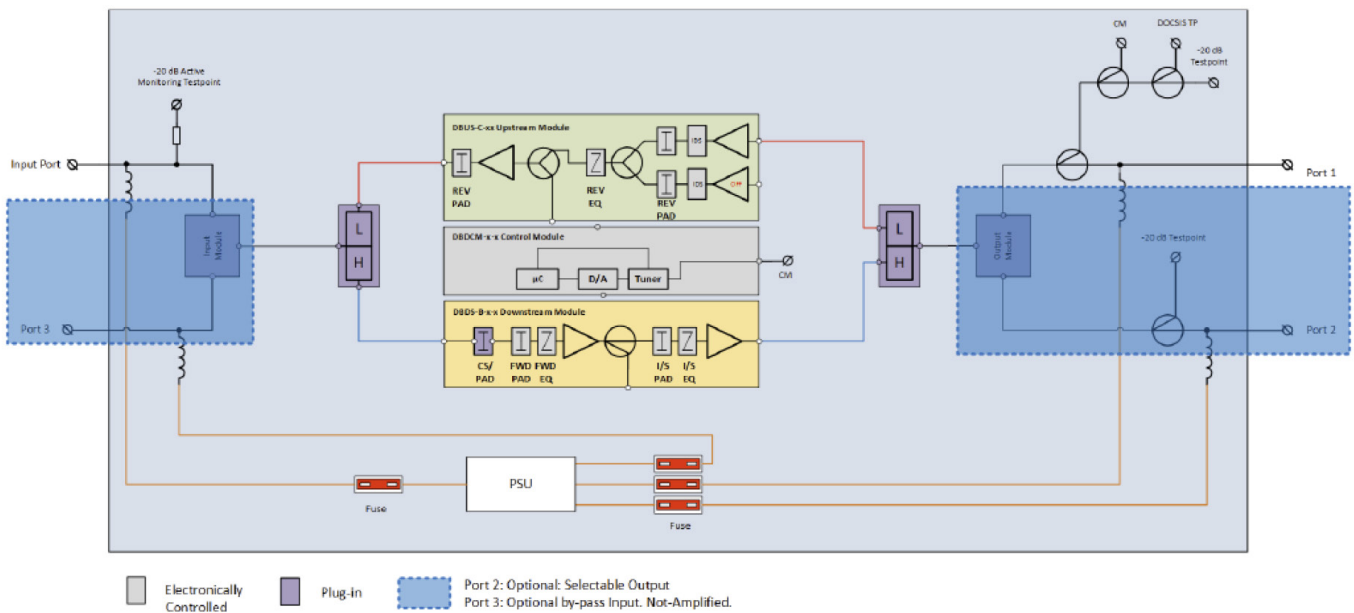 CM
DOCSIS TP
-20 dB
Testpoint
-20 dB Active
Monitoring Testpoint
Input Port
DBUS-C-xx Upstream Module
IDS
IDS
OFF
REV
PAD
REV
EQ
REV
PAD
Port 1
L
H
Input
Module
DBDCM-x-x Control Module
µC
D/A
Tuner
CM
L
H
Output
Module
-20 dB Testpoint
Port 3
DBDS-B-x-x Downstream Module
CS/
PAD
FWD
PAD
FWD
EQ
I/S
PAD
I/S
EQ
Port 2
PSU
Fuse
Fuse
Electronically
Controlled
Plug-in
Port 2: Optional: Selectable Output
Port 3: Optional by-pass Input. Not-Amplified.